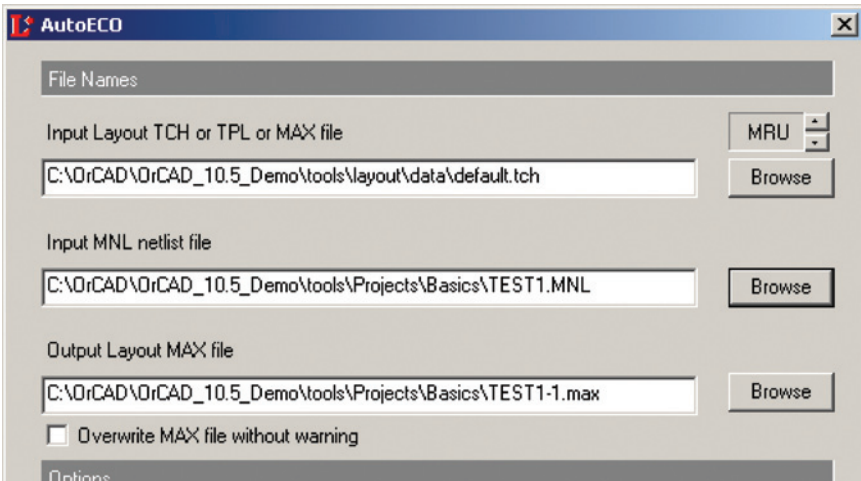 AutoECO
File Names
Input Layout TCH or TPL or MAX file
MRU
C:\OrCAD\OrCAD_10.5_Demo\tools\layout\data\default.tch
Browse
Input MNL netlist file
C:\OrCAD\OrCAD_10.5_Demo\tools\Projects\Basics\TEST1.MNL
Browse
Output Layout MAX file
C:\OrCAD\OrCAD_10.5_Demo\tools\Projects\Basics\TEST1-1.max
Browse
Overwrite MAX file without warning
Options